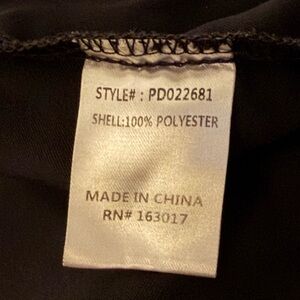 STYLE# : PD022681
SHELL:100% POLYESTER
MADE IN CHINA
RN# 163017